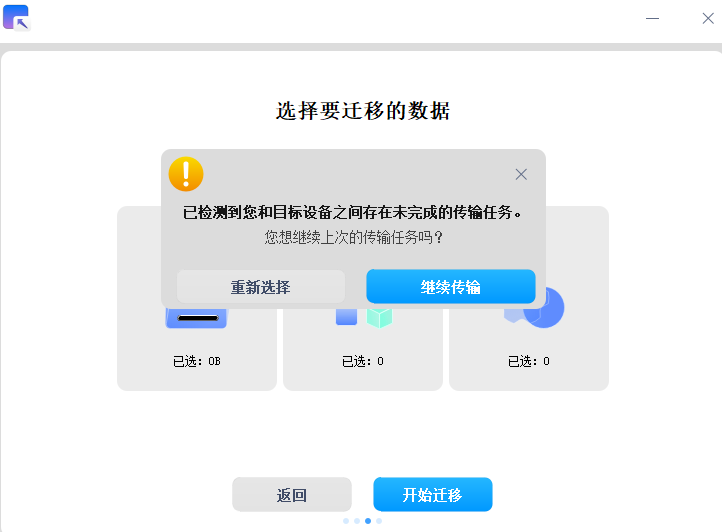 选择要迁移的数据
已检测到您和目标设备之间存在未完成的传输任务。
您想继续上次的传输任务吗？
重新选择
继续传输
已选：0B
已选：0
已选：0
返回
开始迁移